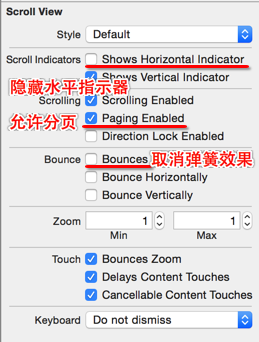 Scroll View
Style Default
Scroll Indicators Shows Horizontal Indicator
Shows Vertical Indicator
隐藏水平指示器
Scrolling Scrolling Enabled
允许分页 Paging Enabled
Direction Lock Enabled
Bounce Bounces 取消弹簧效果
Bounce Horizontally
Bounce Vertically
Zoom 1 1
Min Max
Touch Bounces Zoom
Delays Content Touches
Cancellable Content Touches
Keyboard Do not dismiss